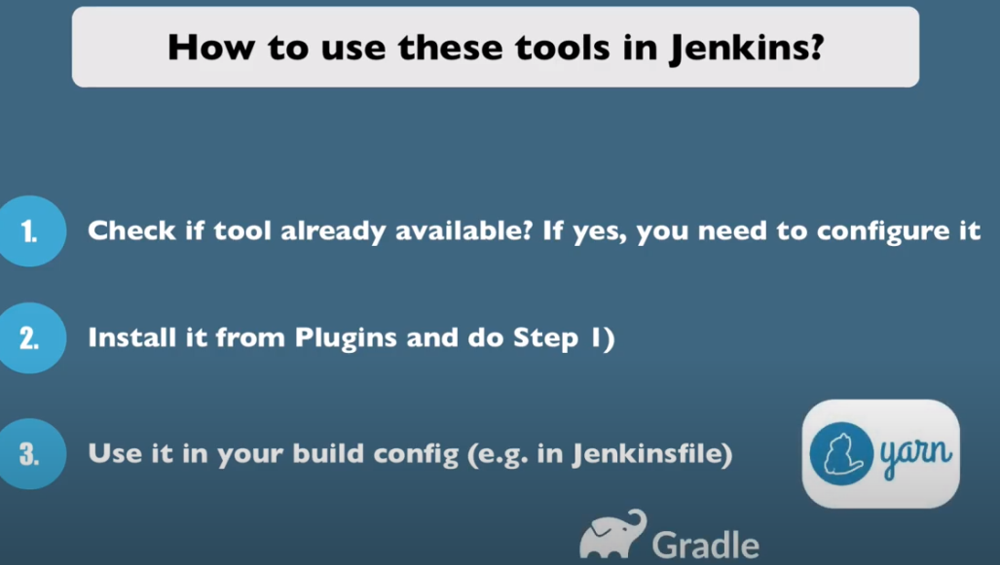 How to use these tools in Jenkins?
1. Check if tool already available? If yes, you need to configure it
2. Install it from Plugins and do Step 1)
3. Use it in your build config (e.g. in Jenkinsfile)
yarn
Gradle